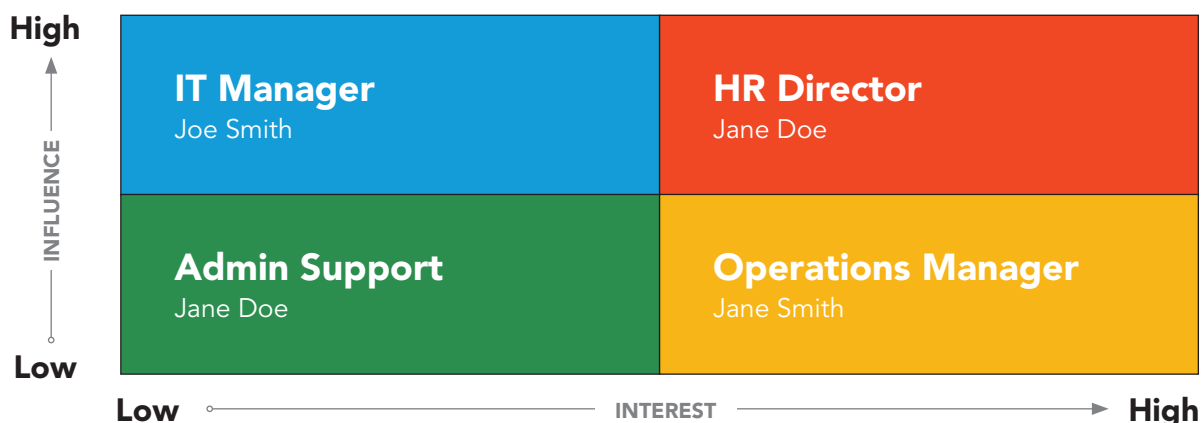 High
IT Manager
Joe Smith
HR Director
Jane Doe
INFLUENCE
Admin Support
Jane Doe
Operations Manager
Jane Smith
Low
Low
INTEREST
High